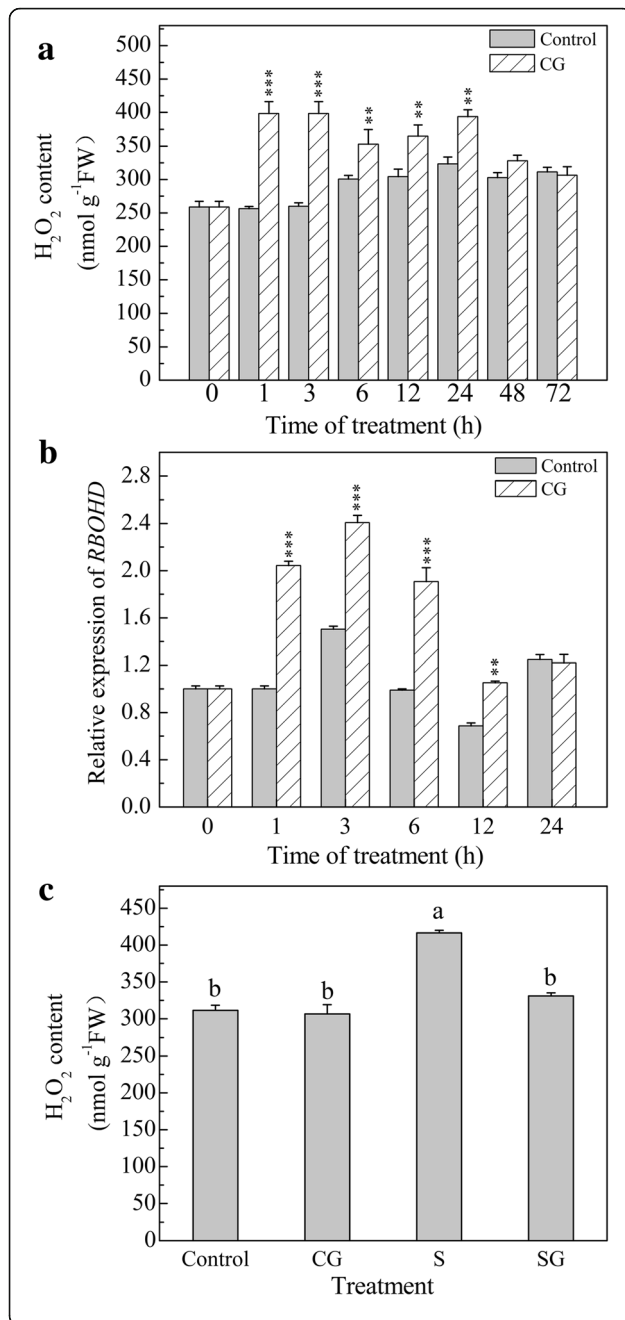 a
Control
CG
H₂O₂ content
(nmol g⁻¹FW)
500
450
400
350
300
250
200
150
100
50
0
***
***
**
**
**
0 1 3 6 12 24 48 72
Time of treatment (h)
b
Control
CG
Relative expression of RBOHD
2.8
2.4
2.0
1.6
1.2
0.8
0.4
0.0
***
***
***
**
0 1 3 6 12 24
Time of treatment (h)
c
H₂O₂ content
(nmol g⁻¹FW)
450
400
350
300
250
200
150
100
50
0
b b a b
Control CG S SG
Treatment